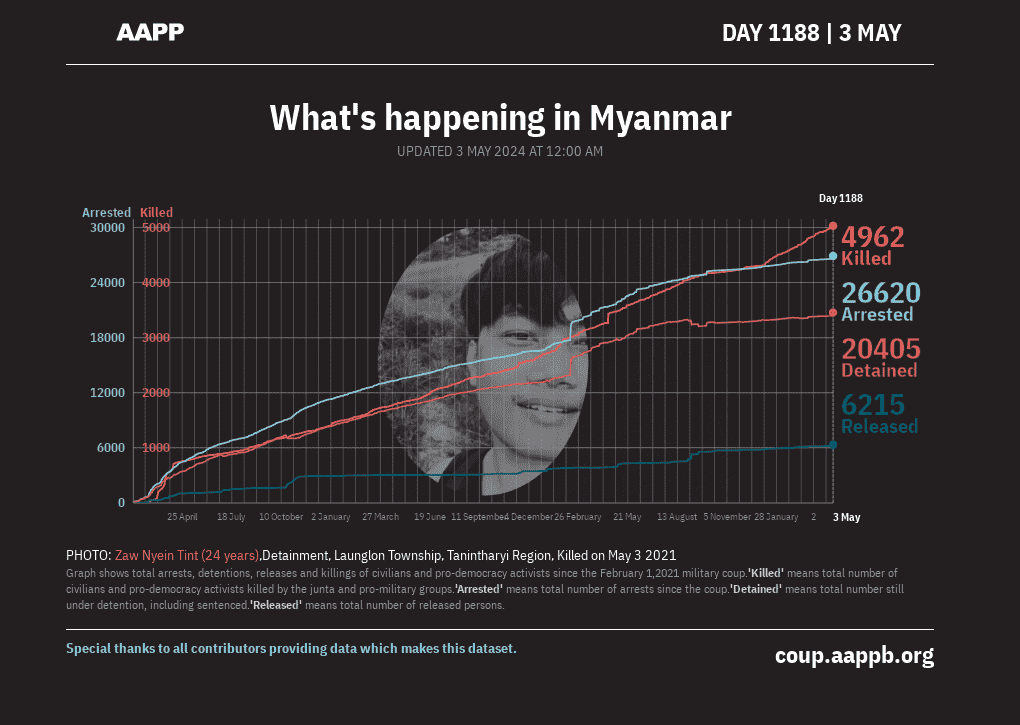 AAPP
DAY 1188 | 3 MAY
What's happening in Myanmar
UPDATED 3 MAY 2024 AT 12:00 AM
Day 1188
Arrested Killed
30000 5000
24000 4000
18000 3000
12000 2000
6000 1000
0
4962
Killed
26620
Arrested
20405
Detained
6215
Released
25 April 18 July 10 October 2 January 27 March 19 June 11 September 4 December 26 February 21 May 13 August 5 November 28 January 2 3 May
PHOTO: Zaw Nyein Tint (24 years),Detainment, Launglon Township, Tanintharyi Region, Killed on May 3 2021
Graph shows total arrests, detentions, releases and killings of civilians and pro-democracy activists since the February 1,2021 military coup.'Killed' means total number of
civilians and pro-democracy activists killed by the junta and pro-military groups.'Arrested' means total number of arrests since the coup.'Detained' means total number still
under detention, including sentenced.'Released' means total number of released persons.
Special thanks to all contributors providing data which makes this dataset.
coup.aappb.org